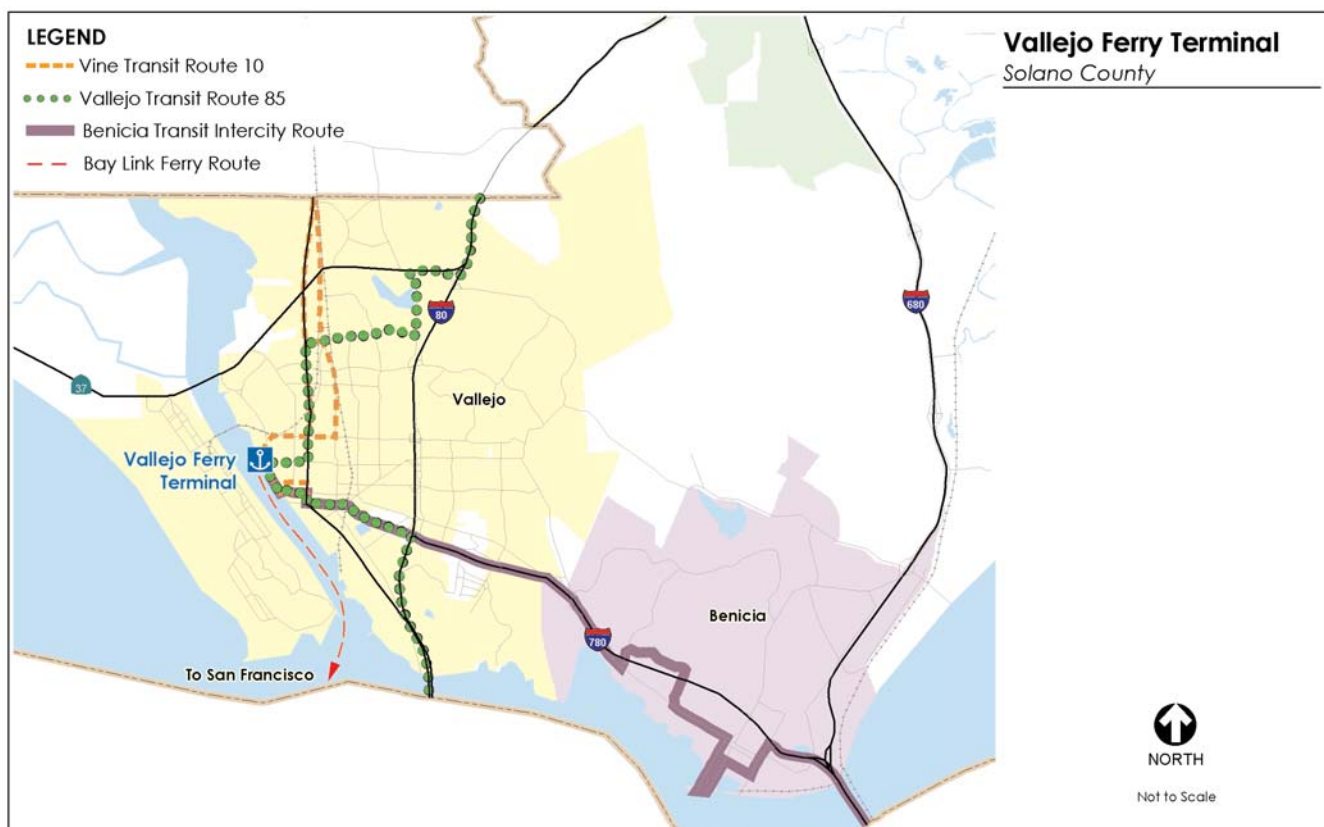 LEGEND
Vine Transit Route 10
Vallejo Transit Route 85
Benicia Transit Intercity Route
Bay Link Ferry Route
Vallejo Ferry Terminal
Solano County
80
680
37
Vallejo
Vallejo Ferry
Terminal
Benicia
780
To San Francisco
NORTH
Not to Scale